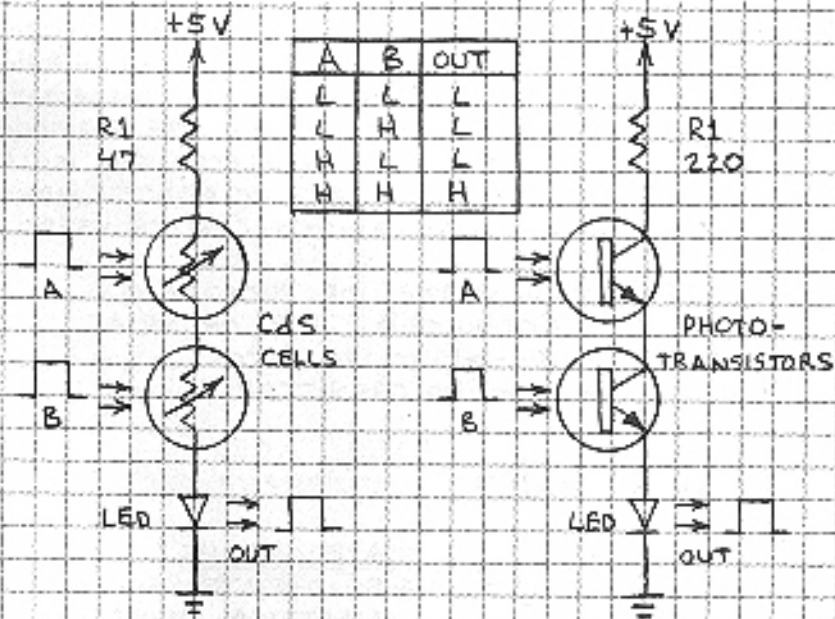 +5V
A B OUT
L L L
L H L
H L L
H H H
R1
47
A
CdS
CELLS
B
LED
OUT
+5V
R1
220
A
PHOTO-
TRANSISTORS
B
LED
OUT